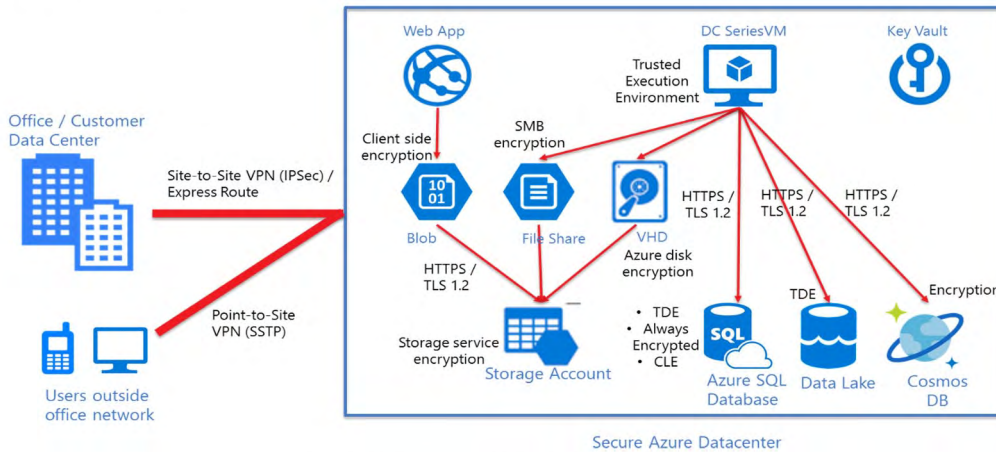 Web App
DC SeriesVM
Key Vault
Trusted
Execution
Environment
Office / Customer
Data Center
Client side
encryption
SMB
encryption
Site-to-Site VPN (IPSec) /
Express Route
10
01
HTTPS /
TLS 1.2
HTTPS /
TLS 1.2
HTTPS /
TLS 1.2
Blob
File Share
VHD
Azure disk
encryption
HTTPS /
TLS 1.2
Point-to-Site
VPN (SSTP)
Storage service
encryption
Storage Account
• TDE
• Always
Encrypted
• CLE
TDE
Encryption
SQL
Azure SQL
Database
Data Lake
Cosmos
DB
Users outside
office network
Secure Azure Datacenter